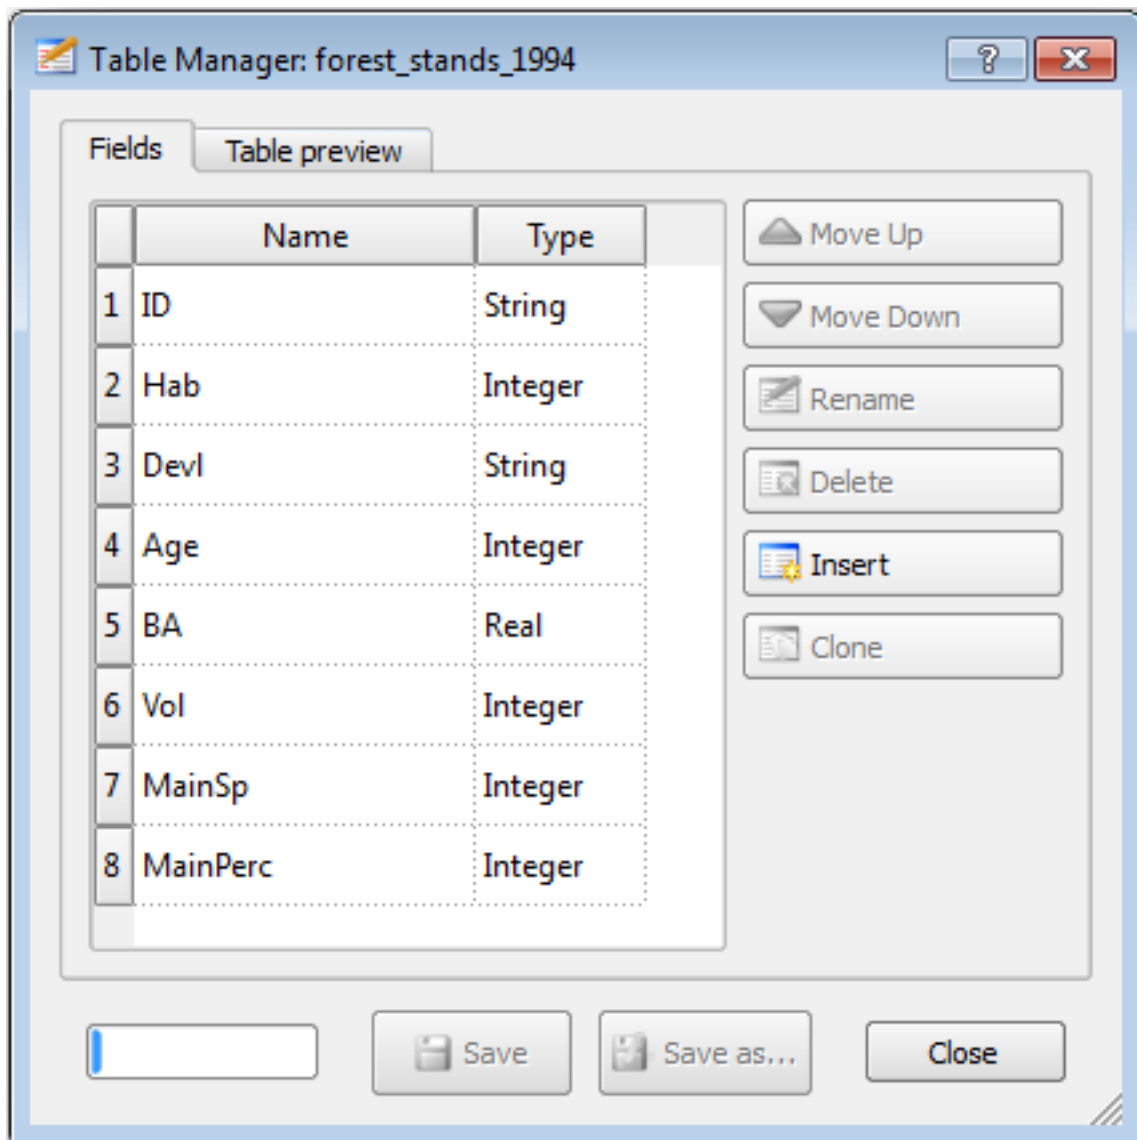 Table Manager: forest_stands_1994
?
Fields Table preview
Name Type
1 ID String
2 Hab Integer
3 Devl String
4 Age Integer
5 BA Real
6 Vol Integer
7 MainSp Integer
8 MainPerc Integer
Move Up
Move Down
Rename
Delete
Insert
Clone
Save Save as... Close